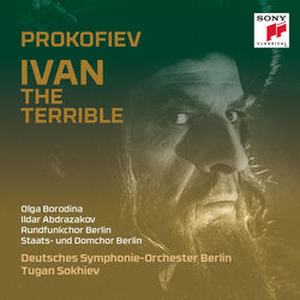 PROKOFIEV
IVAN
THE
TERRIBLE
SONY
CLASSICAL
Olga Borodina
Ildar Abdrazakov
Rundfunkchor Berlin
Staats- und Domchor Berlin
Deutsches Symphonie-Orchester Berlin
Tugan Sokhiev